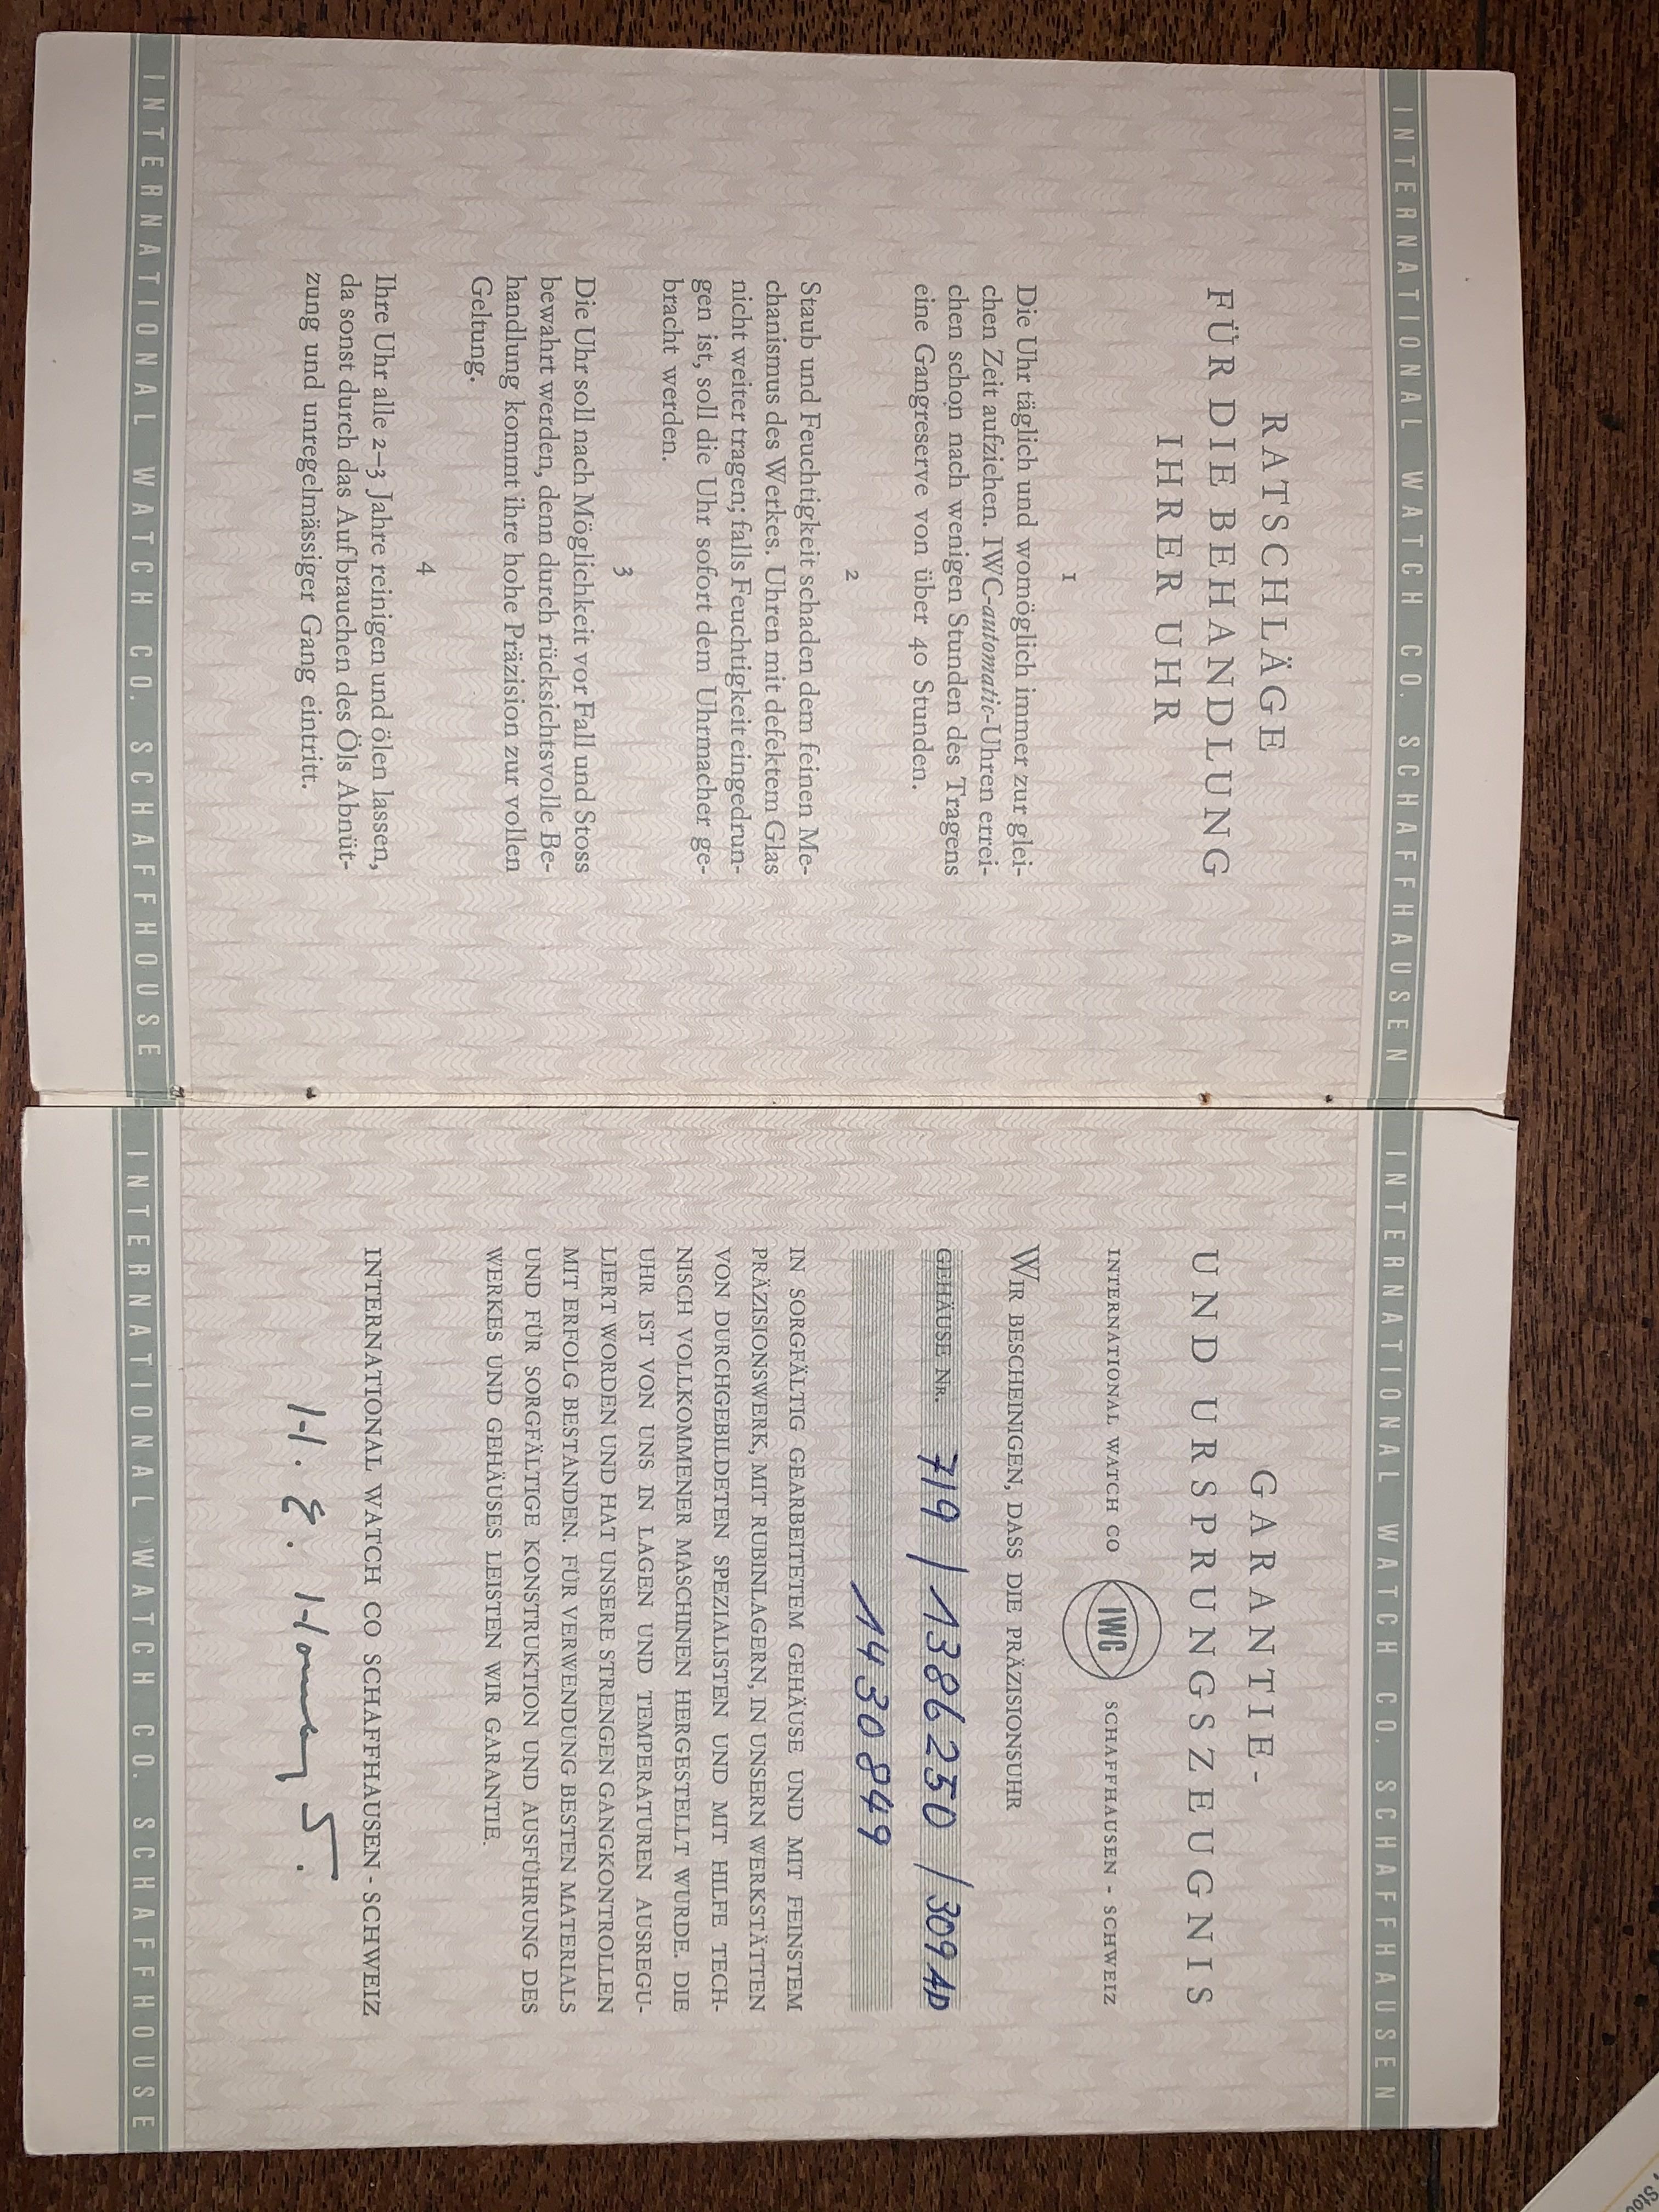 INTERNATIONAL WATCH CO. SCHAFFHAUSEN
RATSCHLÄGE
FÜR DIE BEHANDLUNG
IHRER UHR
1
Die Uhr täglich und womöglich immer zur glei-
chen Zeit aufziehen. IWC-automatic-Uhren errei-
chen schon nach wenigen Stunden des Tragens
eine Gangreserve von über 40 Stunden.
2
Staub und Feuchtigkeit schaden dem feinen Me-
chanismus des Werkes. Uhren mit defektem Glas
nicht weiter tragen; falls Feuchtigkeit eingedrun-
gen ist, soll die Uhr sofort dem Uhrmacher ge-
bracht werden.
3
Die Uhr soll nach Möglichkeit vor Fall und Stoss
bewahrt werden, denn durch rücksichtsvolle Be-
handlung kommt ihre hohe Präzision zur vollen
Geltung.
4
Ihre Uhr alle 2–3 Jahre reinigen und ölen lassen,
da sonst durch das Aufbrauchen des Öls Abnüt-
zung und unregelmässiger Gang eintritt.
INTERNATIONAL WATCH CO. SCHAFFHOUSE
INTERNATIONAL WATCH CO. SCHAFFHAUSEN
GARANTIE-
UND URSPRUNGSZEUGNIS
INTERNATIONAL WATCH CO IWC SCHAFFHAUSEN - SCHWEIZ
WIR BESCHEINIGEN, DASS DIE PRÄZISIONSUHR
GEHÄUSE NR. 719 / 1386250 / 309 AD
1430849
IN SORGFÄLTIG GEARBEITETEM GEHÄUSE UND MIT FEINSTEM
PRÄZISIONSWERK, MIT RUBINLAGERN, IN UNSERN WERKSTÄTTEN
VON DURCHGEBILDETEN SPEZIALISTEN UND MIT HILFE TECH-
NISCH VOLLKOMMENER MASCHINEN HERGESTELLT WURDE. DIE
UHR IST VON UNS IN LAGEN UND TEMPERATUREN AUSREGU-
LIERT WORDEN UND HAT UNSERE STRENGEN GANGKONTROLLEN
MIT ERFOLG BESTANDEN. FÜR VERWENDUNG BESTEN MATERIALS
UND FÜR SORGFÄLTIGE KONSTRUKTION UND AUSFÜHRUNG DES
WERKES UND GEHÄUSES LEISTEN WIR GARANTIE.
INTERNATIONAL WATCH CO SCHAFFHAUSEN - SCHWEIZ
INTERNATIONAL WATCH CO. SCHAFFHOUSE